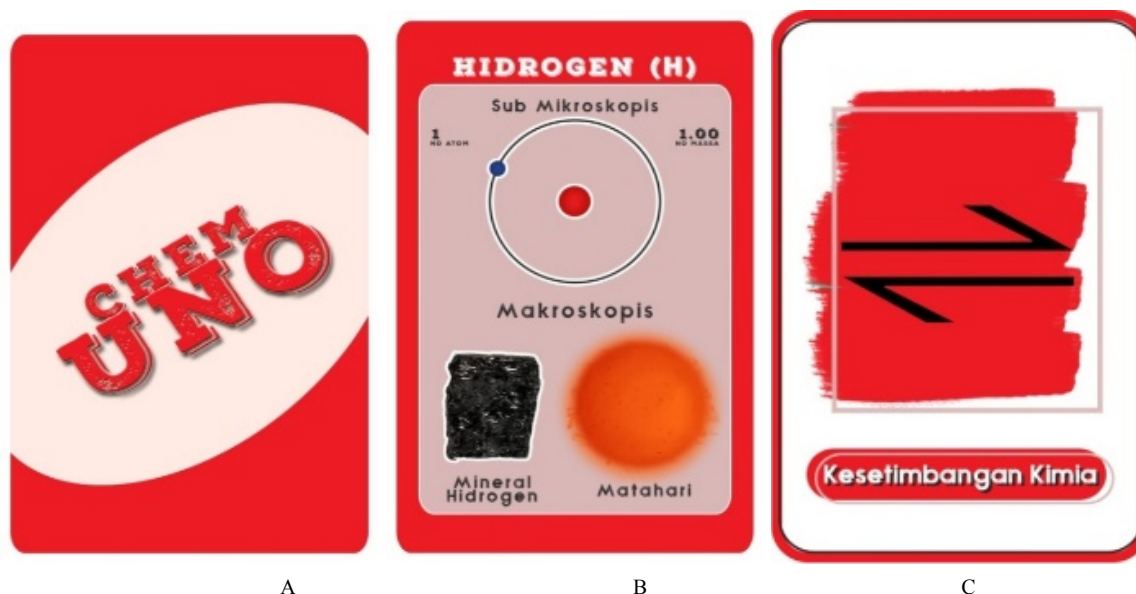 CHEM
UNO
HIDROGEN (H)
Sub Mikroskopis
1
NO ATOM
1.00
NO MASSA
Makroskopis
Mineral
Hidrogen
Matahari
Kesetimbangan Kimia
A
B
C